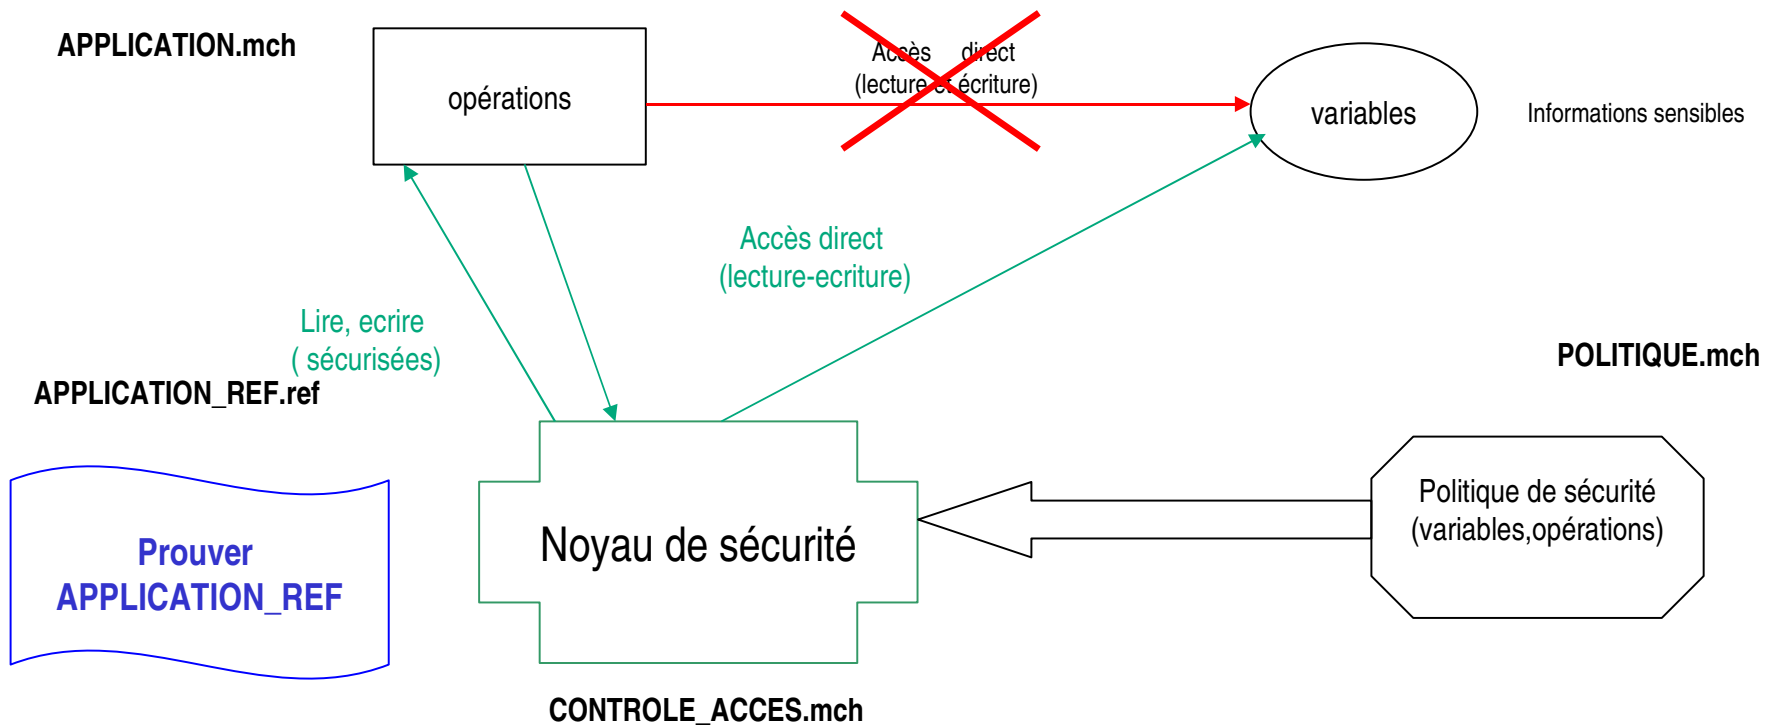 APPLICATION.mch
opérations
Accès direct
(lecture et écriture)
variables
Informations sensibles
Accès direct
(lecture-ecriture)
Lire, ecrire
( sécurisées)
POLITIQUE.mch
APPLICATION_REF.ref
Politique de sécurité
(variables,opérations)
Noyau de sécurité
Prouver
APPLICATION_REF
CONTROLE_ACCES.mch